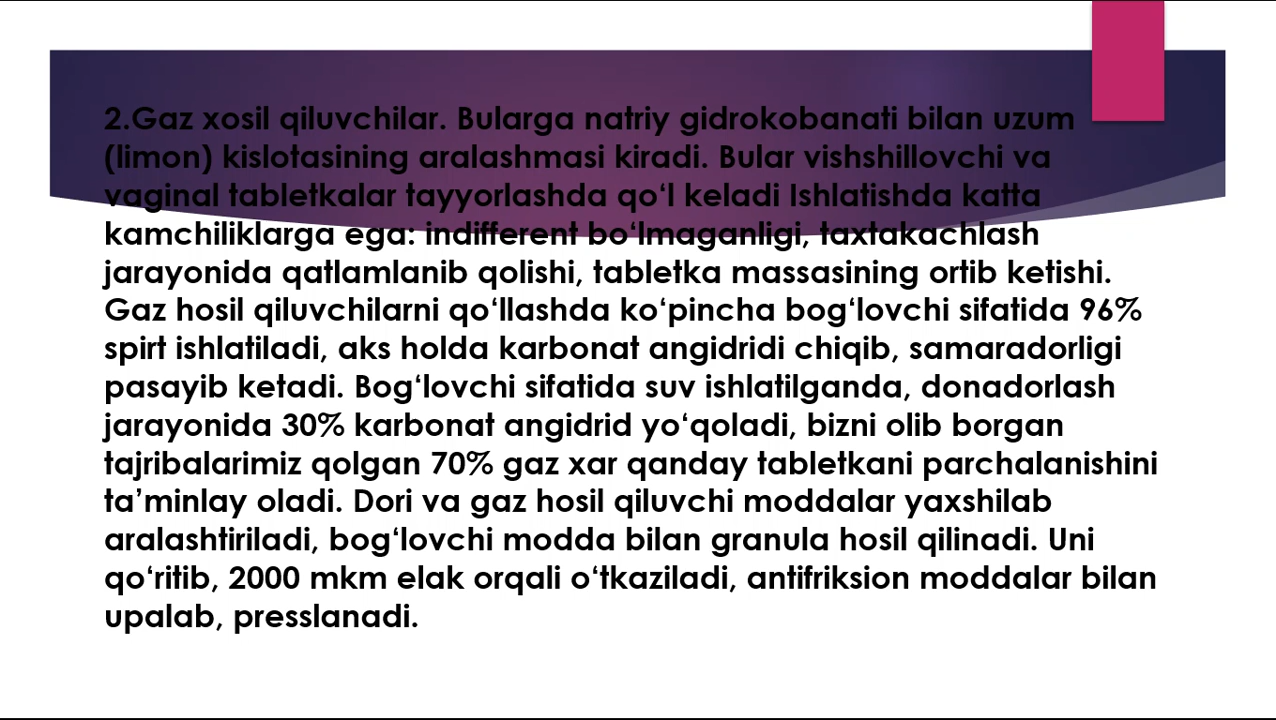 2.Gaz xosil qiluvchilar. Bularga natriy gidrokobanati bilan uzum
(limon) kislotasining aralashmasi kiradi. Bular vishshillovchi va
vaginal tabletkalar tayyorlashda qo‘l keladi Ishlatishda katta
kamchiliklarga ega: indifferent bo‘lmaganligi, taxtakachlash
jarayonida qatlamlanib qolishi, tabletka massasining ortib ketishi.
Gaz hosil qiluvchilarni qo‘llashda ko‘pincha bog‘lovchi sifatida 96%
spirt ishlatiladi, aks holda karbonat angidridi chiqib, samaradorligi
pasayib ketadi. Bog‘lovchi sifatida suv ishlatilganda, donadorlash
jarayonida 30% karbonat angidrid yo‘qoladi, bizni olib borgan
tajribalarimiz qolgan 70% gaz xar qanday tabletkani parchalanishini
ta’minlay oladi. Dori va gaz hosil qiluvchi moddalar yaxshilab
aralashtiriladi, bog‘lovchi modda bilan granula hosil qilinadi. Uni
qo‘ritib, 2000 mkm elak orqali o‘tkaziladi, antifriksion moddalar bilan
upalab, presslanadi.